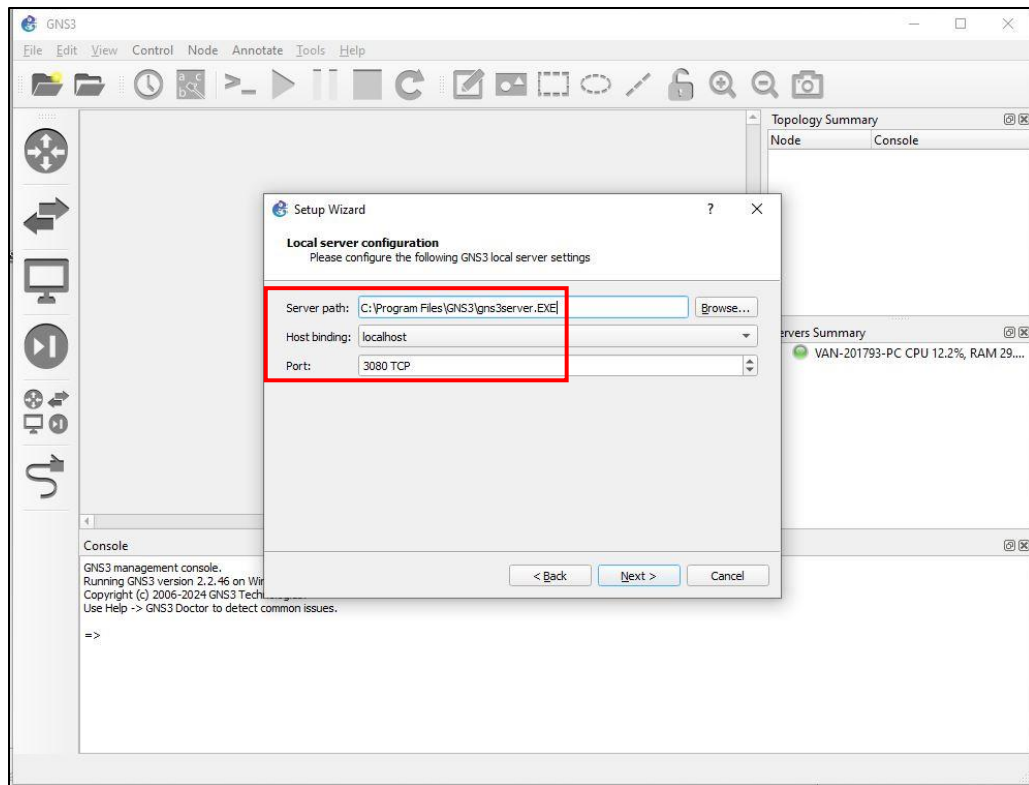 GNS3
File Edit View Control Node Annotate Tools Help
Topology Summary
Node Console
Setup Wizard ?
Local server configuration
Please configure the following GNS3 local server settings
Server path: C:\Program Files\GNS3\gns3server.EXE Browse...
Host binding: localhost
Port: 3080 TCP
ervers Summary
VAN-201793-PC CPU 12.2%, RAM 29....
< Back Next > Cancel
Console
GNS3 management console.
Running GNS3 version 2.2.46 on Wi
Copyright (c) 2006-2024 GNS3 Tech
Use Help -> GNS3 Doctor to detect common issues.
=>